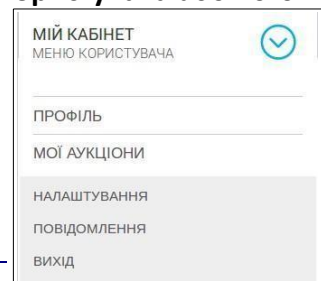 МІЙ КАБІНЕТ
МЕНЮ КОРИСТУВАЧА
ПРОФІЛЬ
МОЇ АУКЦІОНИ
НАЛАШТУВАННЯ
ПОВІДОМЛЕННЯ
ВИХІД